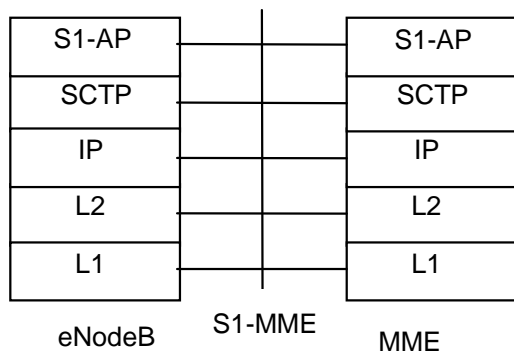 S1-AP
S1-AP
SCTP
SCTP
IP
IP
L2
L2
L1
L1
eNodeB
S1-MME
MME